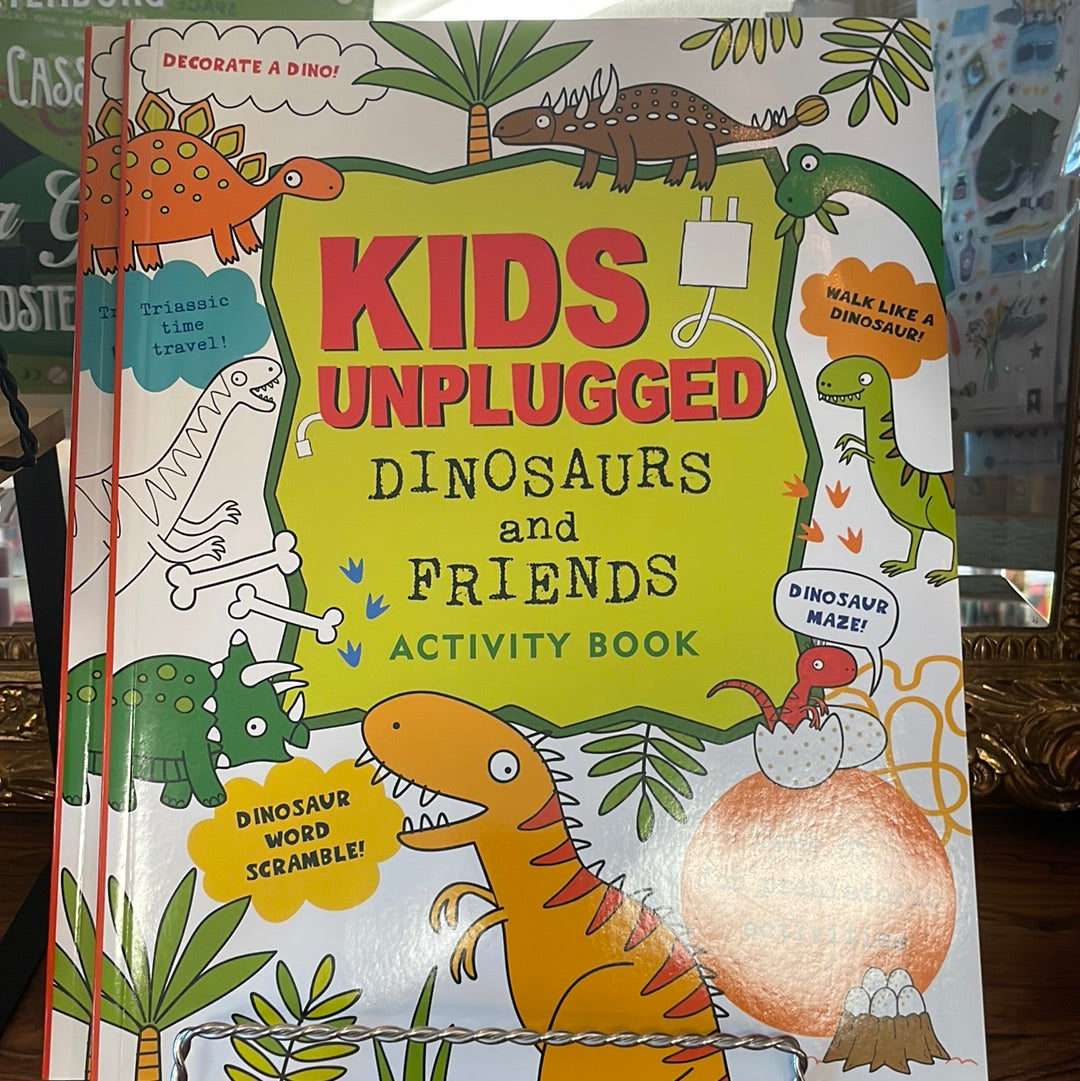 DECORATE A DINO!
Triassic
time
travel!
KIDS
UNPLUGGED
DINOSAURS
and
FRIENDS
ACTIVITY BOOK
WALK LIKE A
DINOSAUR!
DINOSAUR
MAZE!
DINOSAUR
WORD
SCRAMBLE!
activities